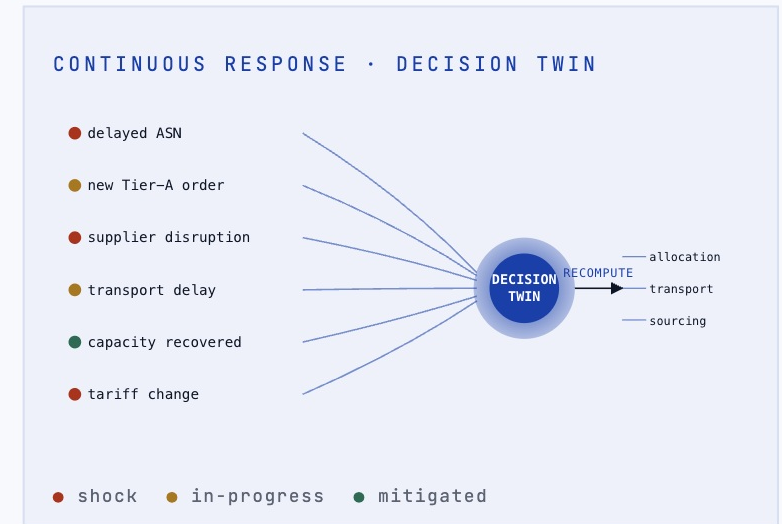 CONTINUOUS RESPONSE · DECISION TWIN
delayed ASN
new Tier–A order
supplier disruption
transport delay
capacity recovered
tariff change
DECISION
TWIN
RECOMPUTE
allocation
transport
sourcing
shock
in-progress
mitigated